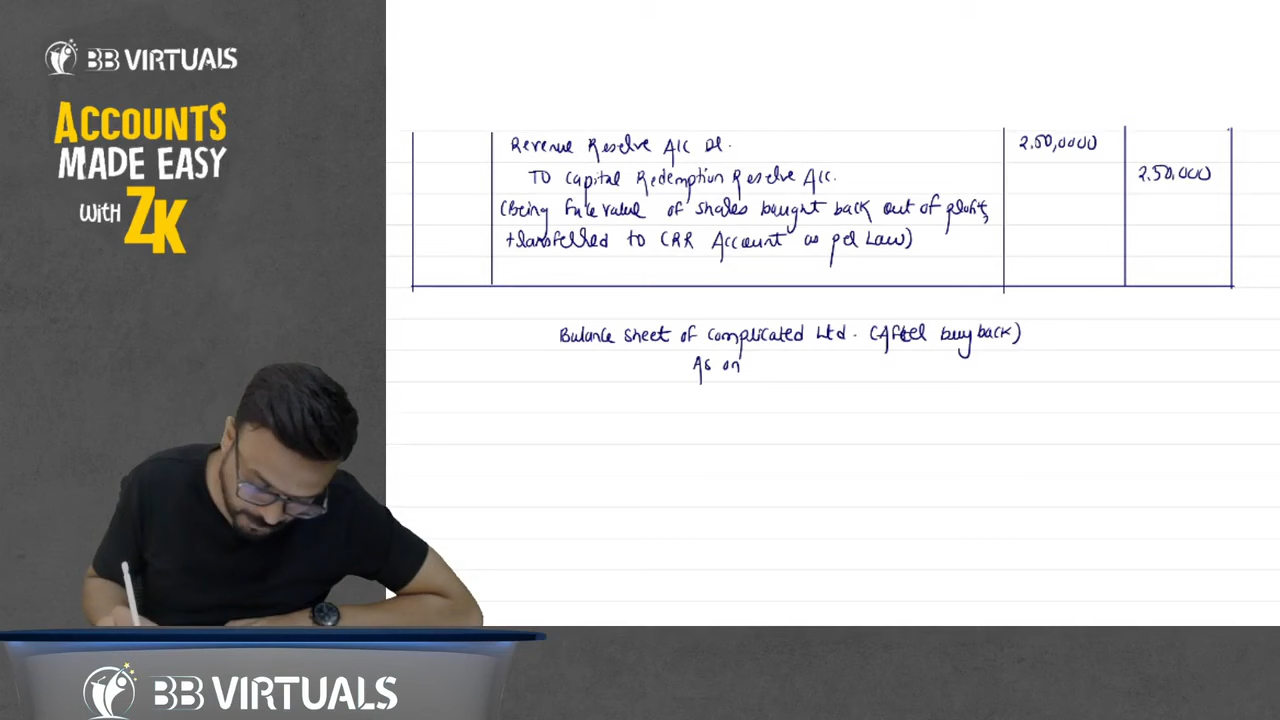 BB VIRTUALS
ACCOUNTS
MADE EASY
WITH ZK
Revenue Reserve A/C Dr. 2,50,0000
TO Capital Redemption Reserve A/c. 2,50,000
(Being Face value of shares bought back out of profit,
transferred to CRR Account as per Law)
Balance sheet of Complicated Ltd. (After buy back)
As on
BB VIRTUALS